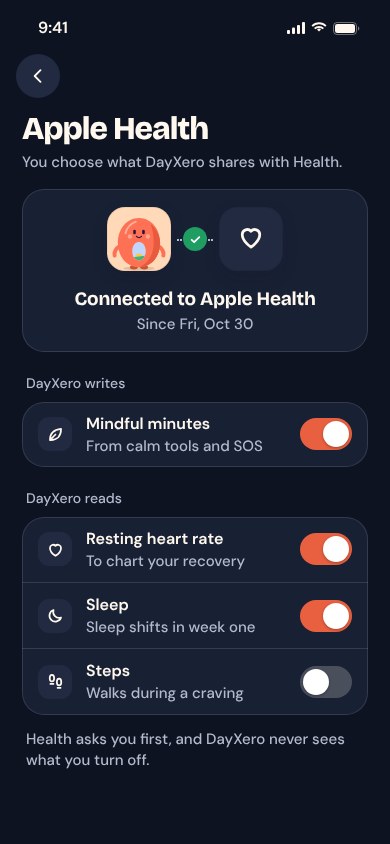 9:41
Apple Health
You choose what DayXero shares with Health.
Connected to Apple Health
Since Fri, Oct 30
DayXero writes
Mindful minutes
From calm tools and SOS
DayXero reads
Resting heart rate
To chart your recovery
Sleep
Sleep shifts in week one
Steps
Walks during a craving
Health asks you first, and DayXero never sees
what you turn off.